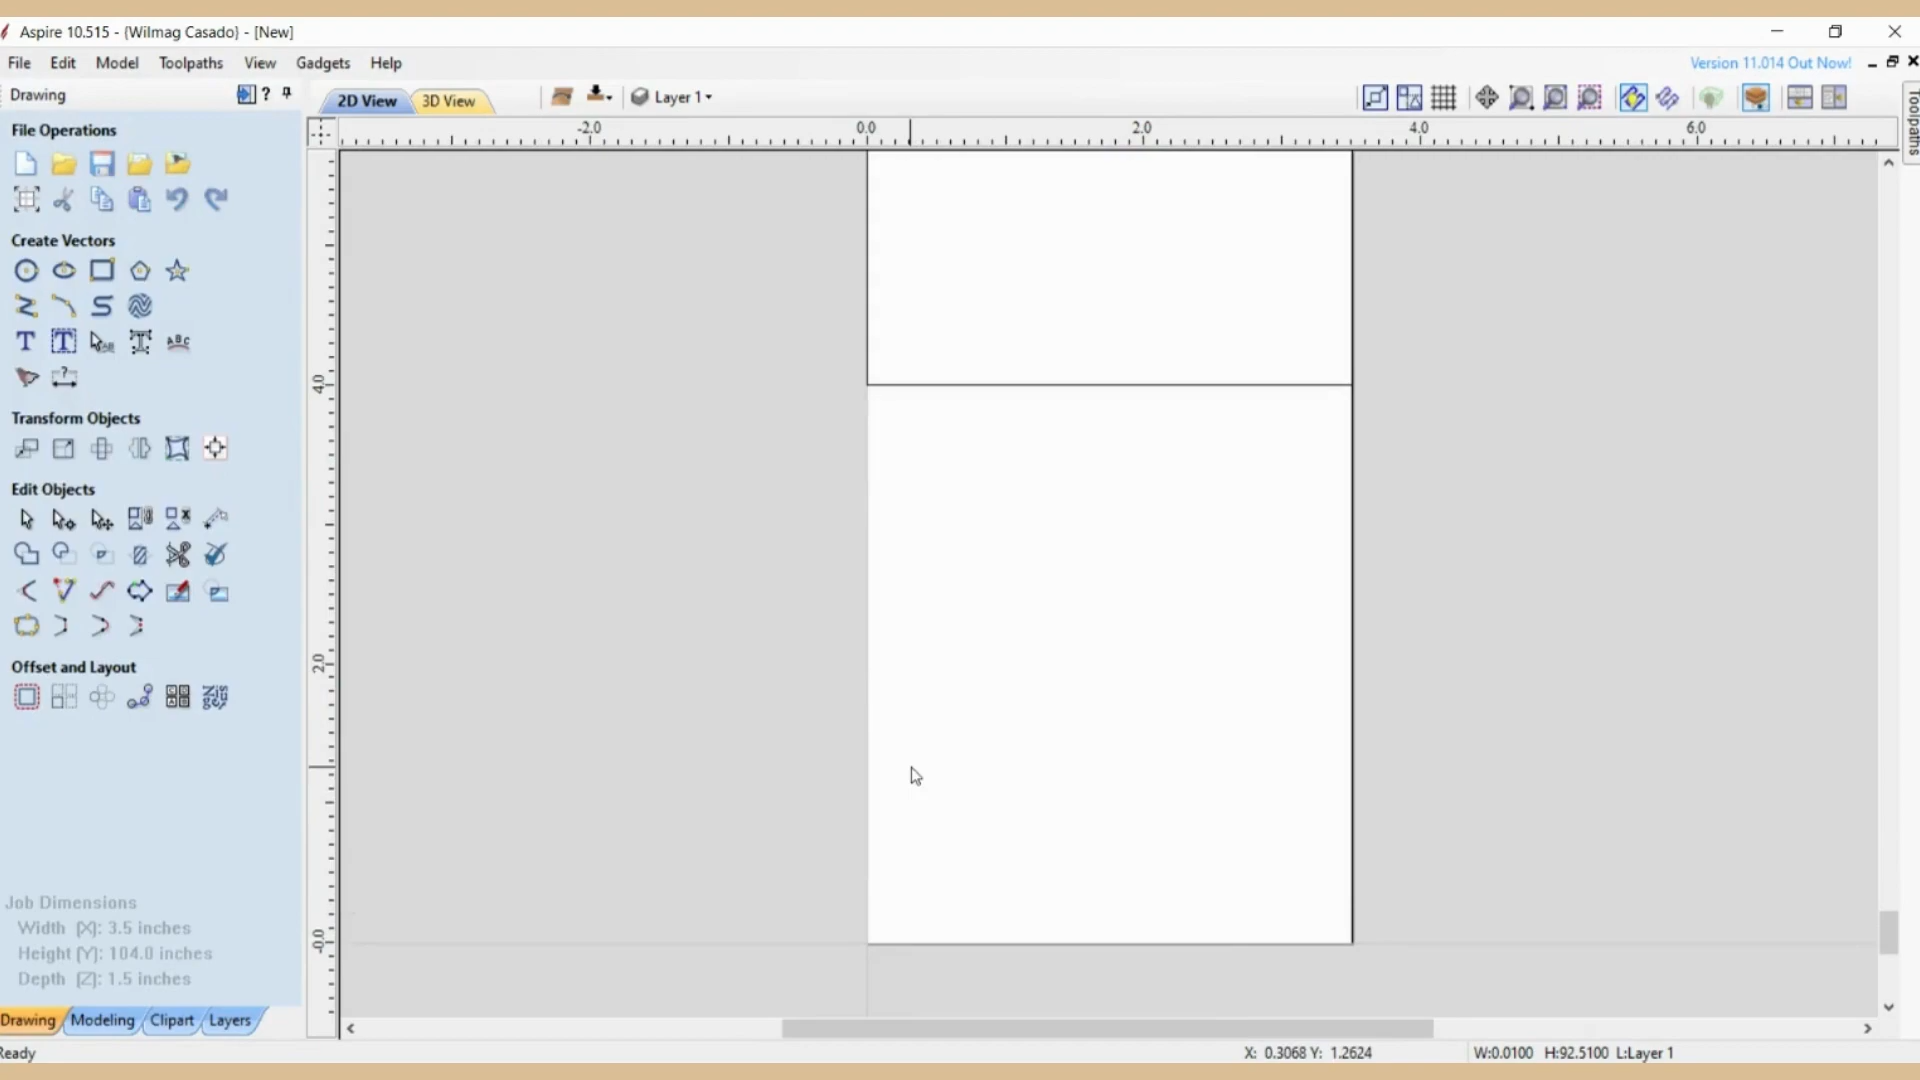 Aspire 10.515 - {Wilmag Casado} - [New]
File Edit Model Toolpaths View Gadgets Help
Version 11.014 Out Now!
Drawing
2D View 3D View
Layer 1
Toolpaths
-2.0 0.0 2.0 4.0 6.0
File Operations
Create Vectors
4.0
Transform Objects
Edit Objects
2.0
Offset and Layout
Job Dimensions
Width (X): 3.5 inches
-0.0
Height (Y): 104.0 inches
Depth (Z): 1.5 inches
Drawing Modeling Clipart Layers
Ready
X: 0.3068 Y: 1.2624
W:0.0100 H:92.5100 L:Layer 1